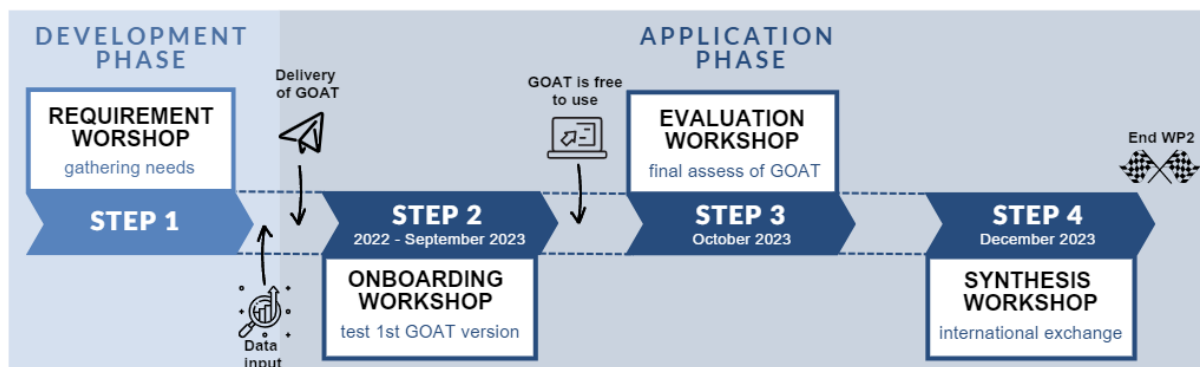 DEVELOPMENT
PHASE
APPLICATION
PHASE
REQUIREMENT
WORSHOP
gathering needs
STEP 1
Data
input
Delivery
of GOAT
STEP 2
2022 - September 2023
ONBOARDING
WORKSHOP
test 1st GOAT version
GOAT is free
to use
EVALUATION
WORKSHOP
final assess of GOAT
STEP 3
October 2023
STEP 4
December 2023
SYNTHESIS
WORKSHOP
international exchange
End WP2